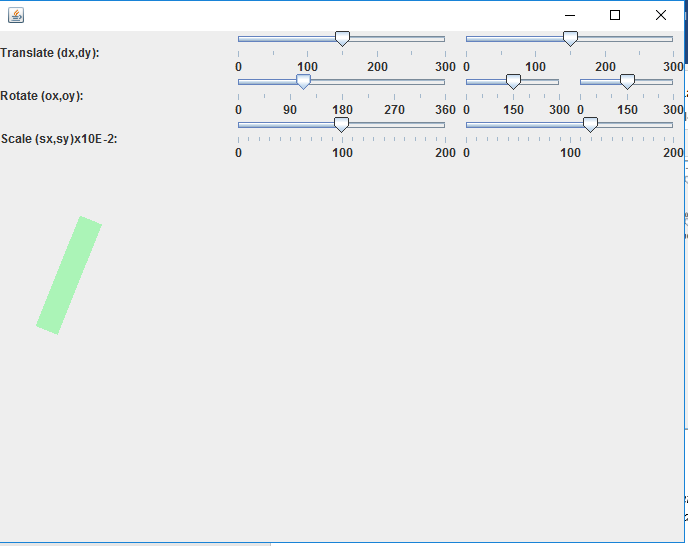 Translate (dx,dy):
0 100 200 300 0 100 200 300
Rotate (ox,oy):
0 90 180 270 360 0 150 300 0 150 300
Scale (sx,sy)x10E-2:
0 100 200 0 100 200